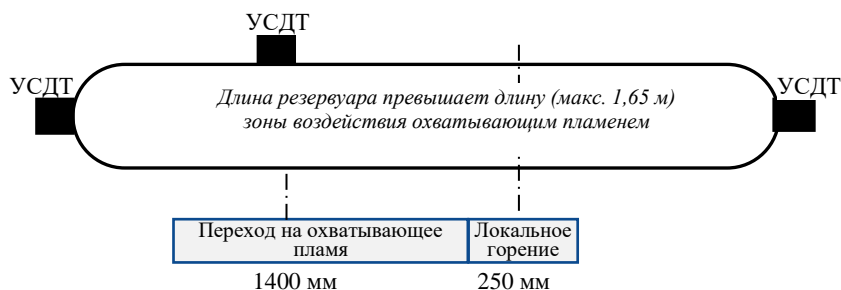 УСДТ
УСДТ
УСДТ
Длина резервуара превышает длину (макс. 1,65 м)
зоны воздействия охватывающим пламенем
Переход на охватывающее
пламя
Локальное
горение
1400 мм
250 мм